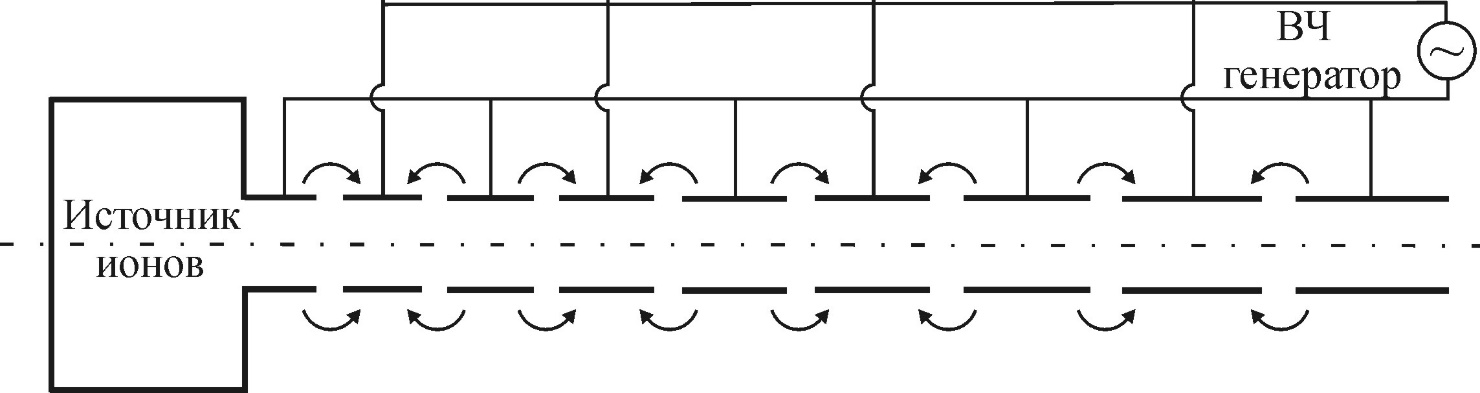 ВЧ
генератор
Источник
ионов